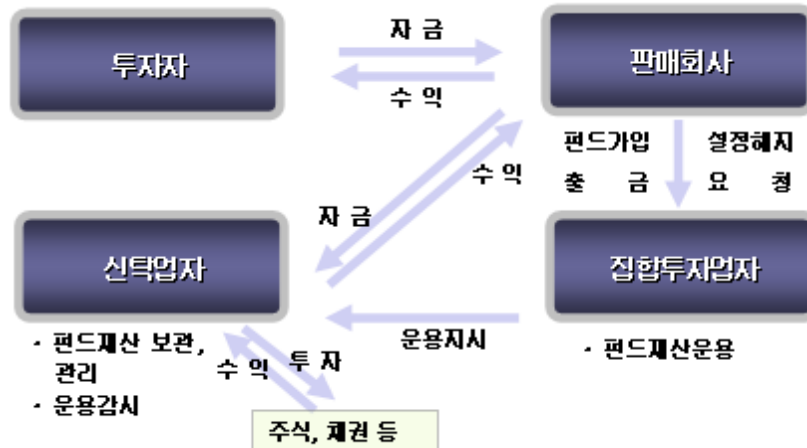 투자자
자 금
수 익
판매회사
펀드가입 설정해지
출 금 요 청
수 익
자 금
신탁업자
집합투자업자
운용지시
· 펀드재산 보관,
관리
· 운용감시
수 익
투 자
· 펀드재산운용
주식, 채권 등